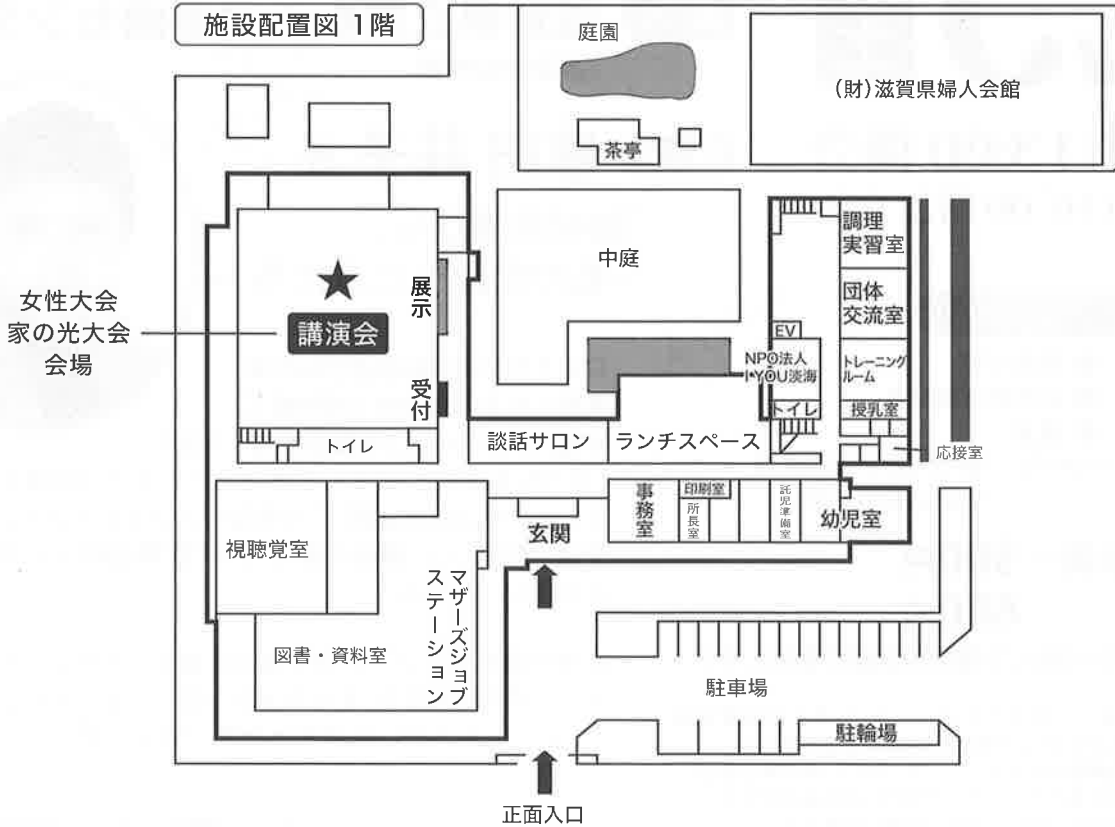 施設配置図 1階
庭園
(財)滋賀県婦人会館
茶亭
中庭
調理
実習室
団体
交流室
EV
NPO法人
I・YOU淡海
トレーニング
ルーム
トイレ
授乳室
応接室
女性大会
家の光大会
会場
★
講演会
展示
受付
トイレ
談話サロン
ランチスペース
視聴覚室
玄関
事務室
印刷室
所長室
託児準備室
幼児室
マザーズジョブ
ステーション
図書・資料室
駐車場
駐輪場
正面入口